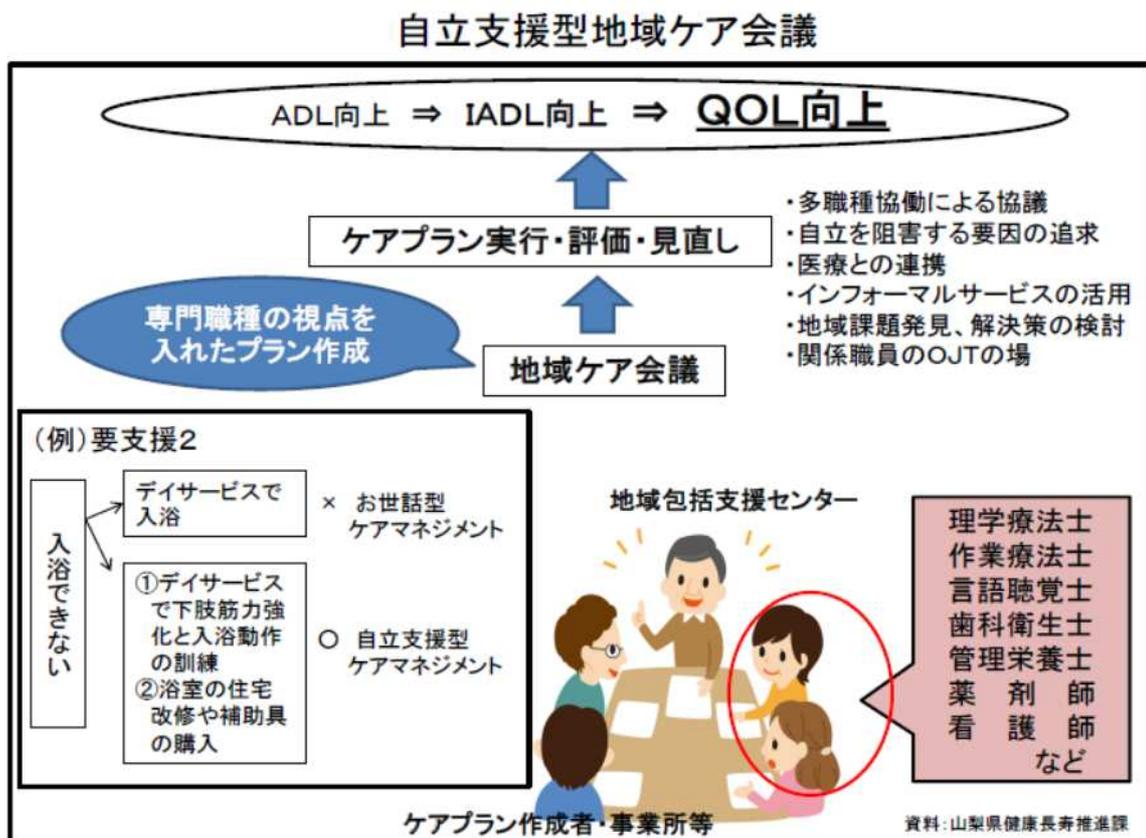 自立支援型地域ケア会議
ADL向上 ⇒ IADL向上 ⇒ QOL向上
ケアプラン実行・評価・見直し
・多職種協働による協議
・自立を阻害する要因の追求
・医療との連携
・インフォーマルサービスの活用
・地域課題発見、解決策の検討
・関係職員のOJTの場
専門職種の視点を
入れたプラン作成
地域ケア会議
(例)要支援2
入浴できない
デイサービスで
入浴
× お世話型
ケアマネジメント
①デイサービス
で下肢筋力強
化と入浴動作
の訓練
②浴室の住宅
改修や補助具
の購入
○ 自立支援型
ケアマネジメント
地域包括支援センター
理学療法士
作業療法士
言語聴覚士
歯科衛生士
管理栄養士
薬 剤 師
看 護 師
など
ケアプラン作成者・事業所等
資料:山梨県健康長寿推進課